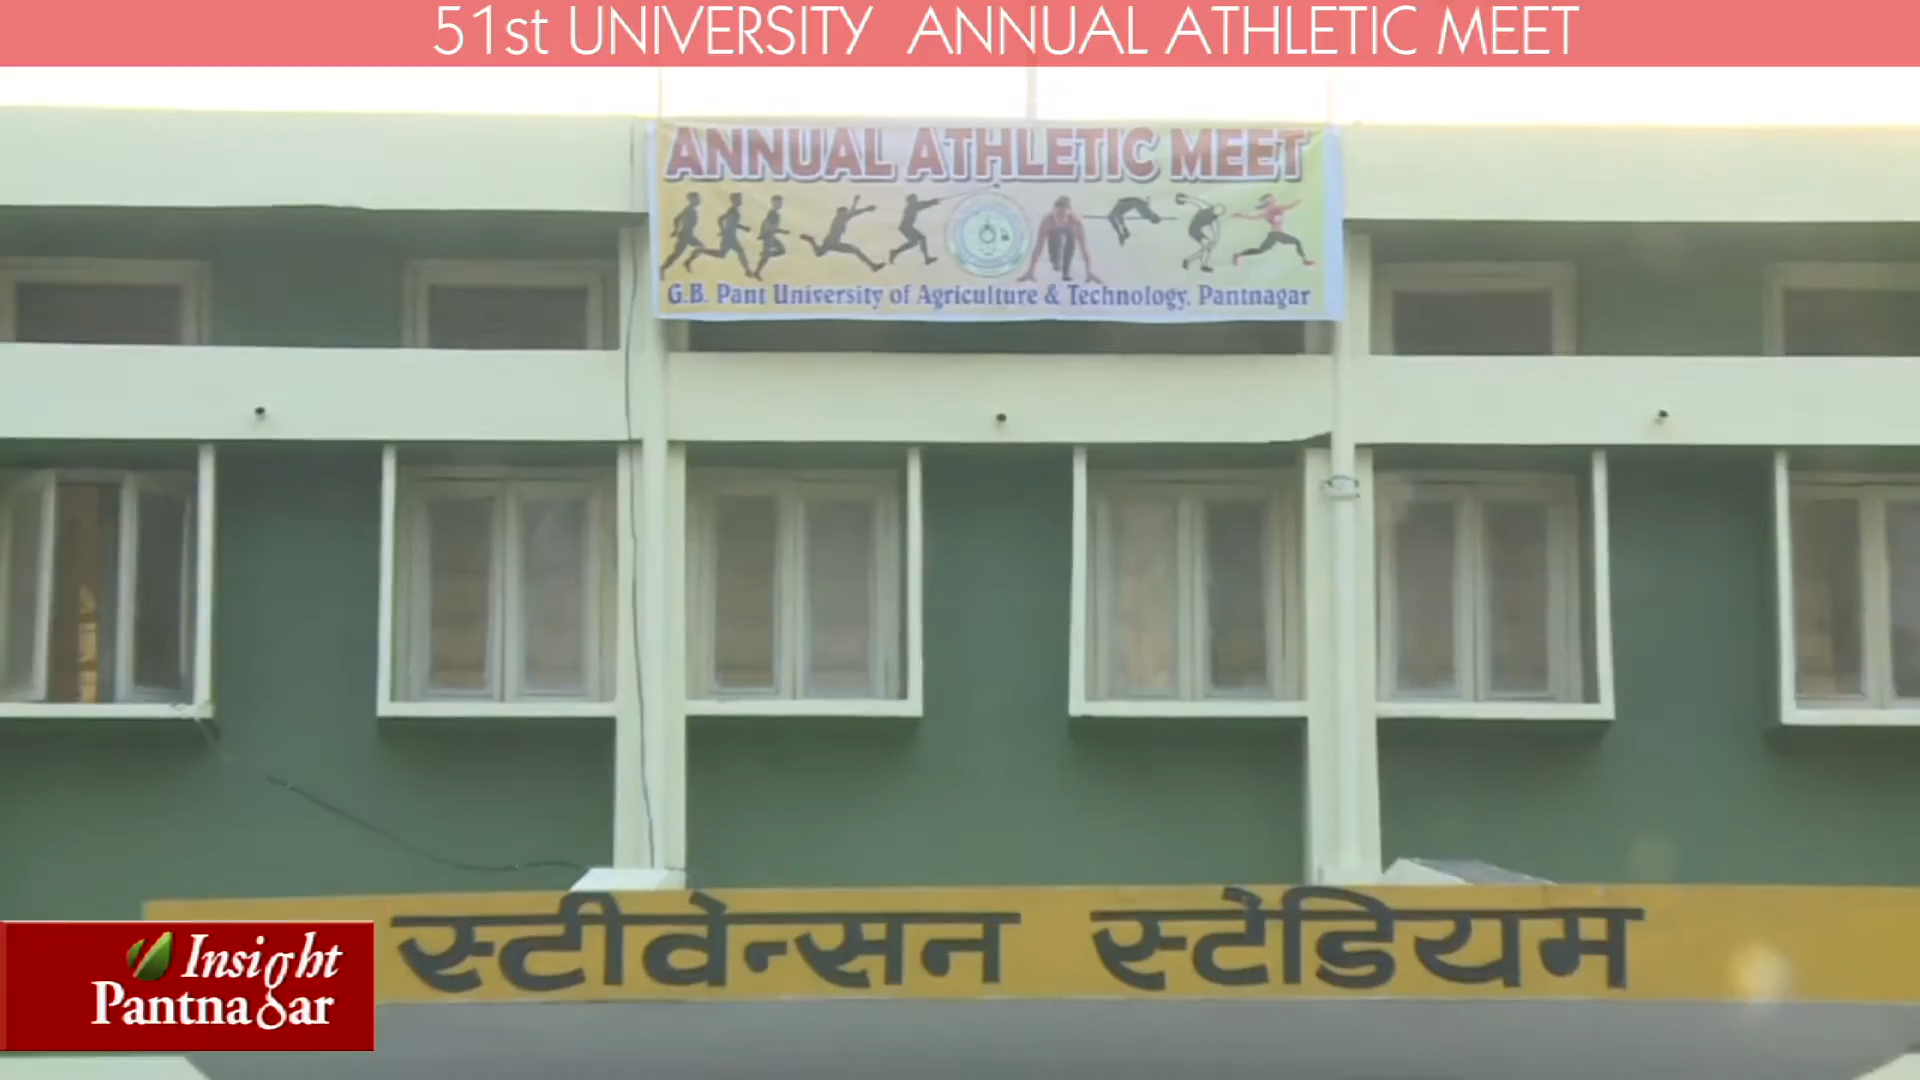 51st UNIVERSITY ANNUAL ATHLETIC MEET
ANNUAL ATHLETIC MEET
G.B. Pant University of Agriculture & Technology, Pantnagar
स्टीवेन्सन स्टेडियम
Insight
Pantnagar